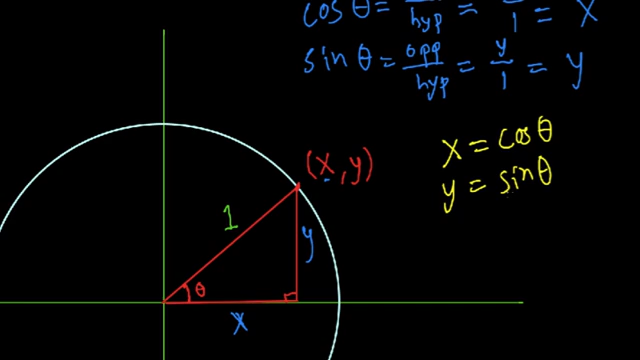 cos θ = /hyp = /1 = x
sin θ = opp/hyp = y/1 = y
(x, y)
x = cos θ
y = sin θ
1
y
θ
x